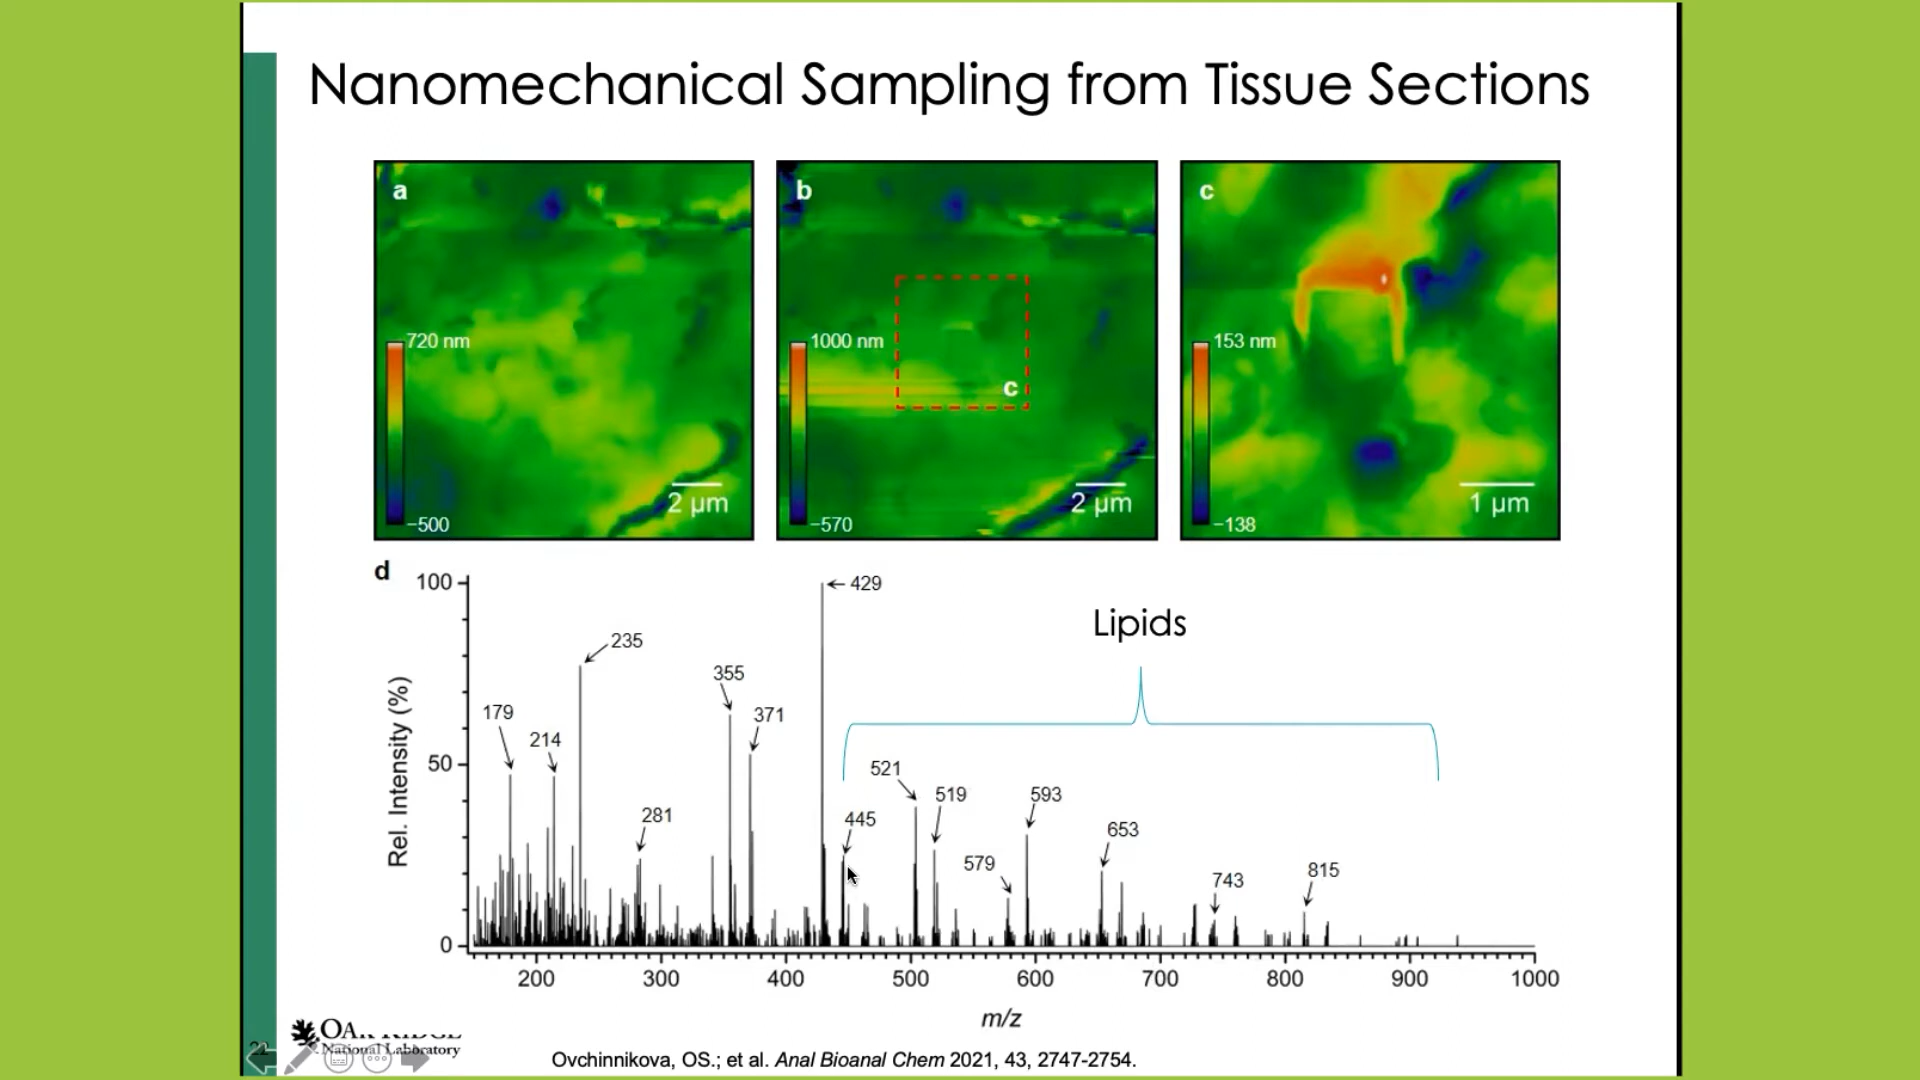 Nanomechanical Sampling from Tissue Sections
a
720 nm
−500
2 µm
b
1000 nm
c
−570
2 µm
c
153 nm
−138
1 µm
d
Rel. Intensity (%)
100
50
0
429
235
355
371
179
214
281
Lipids
521
519
445
579
593
653
743
815
200 300 400 500 600 700 800 900 1000
m/z
National Laboratory
Ovchinnikova, OS.; et al. Anal Bioanal Chem 2021, 43, 2747-2754.